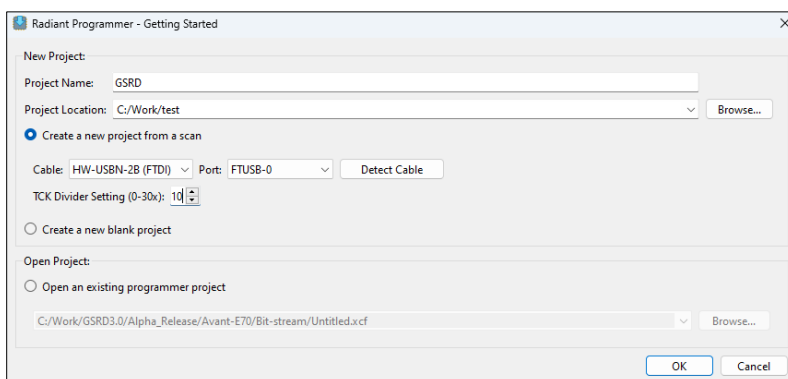 Radiant Programmer - Getting Started
New Project:
Project Name: GSRD
Project Location: C:/Work/test Browse...
Create a new project from a scan
Cable: HW-USBN-2B (FTDI) Port: FTUSB-0 Detect Cable
TCK Divider Setting (0-30x): 10
Create a new blank project
Open Project:
Open an existing programmer project
C:/Work/GSRD3.0/Alpha_Release/Avant-E70/Bit-stream/Untitled.xcf Browse...
OK Cancel